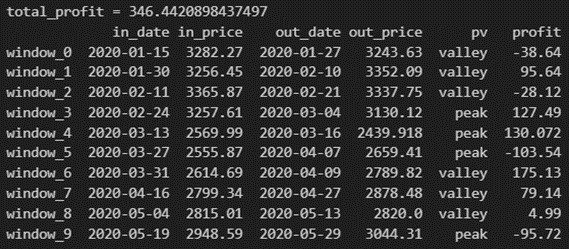 total_profit = 346.4420898437497
in_date in_price out_date out_price pv profit
window_0 2020-01-15 3282.27 2020-01-27 3243.63 valley -38.64
window_1 2020-01-30 3256.45 2020-02-10 3352.09 valley 95.64
window_2 2020-02-11 3365.87 2020-02-21 3337.75 valley -28.12
window_3 2020-02-24 3257.61 2020-03-04 3130.12 peak 127.49
window_4 2020-03-13 2569.99 2020-03-16 2439.918 peak 130.072
window_5 2020-03-27 2555.87 2020-04-07 2659.41 peak -103.54
window_6 2020-03-31 2614.69 2020-04-09 2789.82 valley 175.13
window_7 2020-04-16 2799.34 2020-04-27 2878.48 valley 79.14
window_8 2020-05-04 2815.01 2020-05-13 2820.0 valley 4.99
window_9 2020-05-19 2948.59 2020-05-29 3044.31 peak -95.72